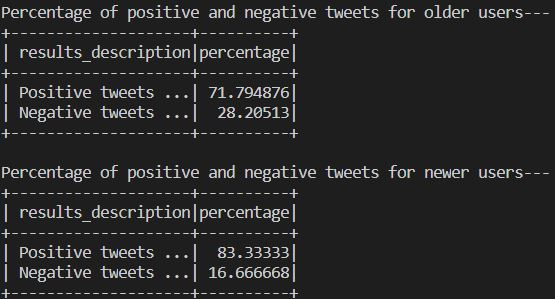 Percentage of positive and negative tweets for older users---
+-------------------+----------+
| results_description|percentage|
+-------------------+----------+
| Positive tweets ...| 71.794876|
| Negative tweets ...|  28.20513|
+-------------------+----------+
Percentage of positive and negative tweets for newer users---
+-------------------+----------+
| results_description|percentage|
+-------------------+----------+
| Positive tweets ...|  83.33333|
| Negative tweets ...| 16.666668|
+-------------------+----------+